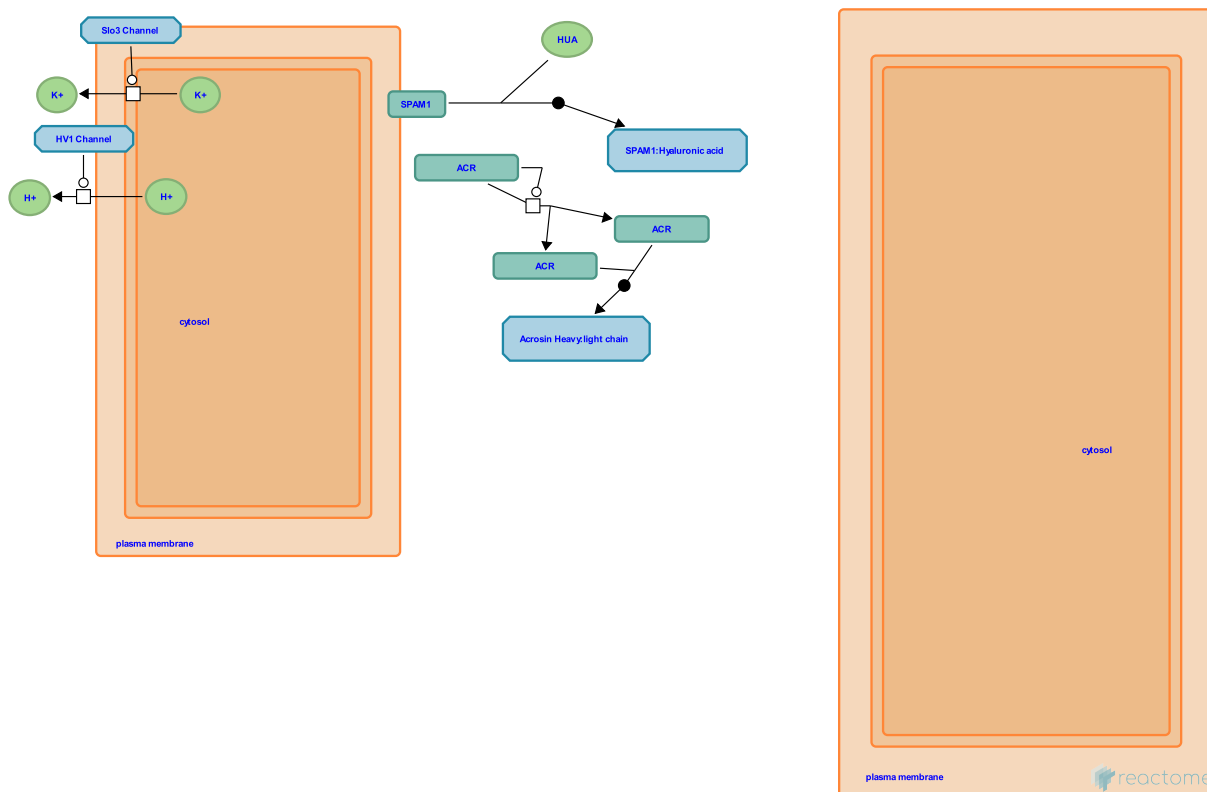 Slo3 Channel
HUA
K+
K+
SPAM1
HV1 Channel
SPAM1:Hyaluronic acid
ACR
H+
H+
ACR
ACR
cytosol
Acrosin Heavy:light chain
cytosol
plasma membrane
plasma membrane
reactome